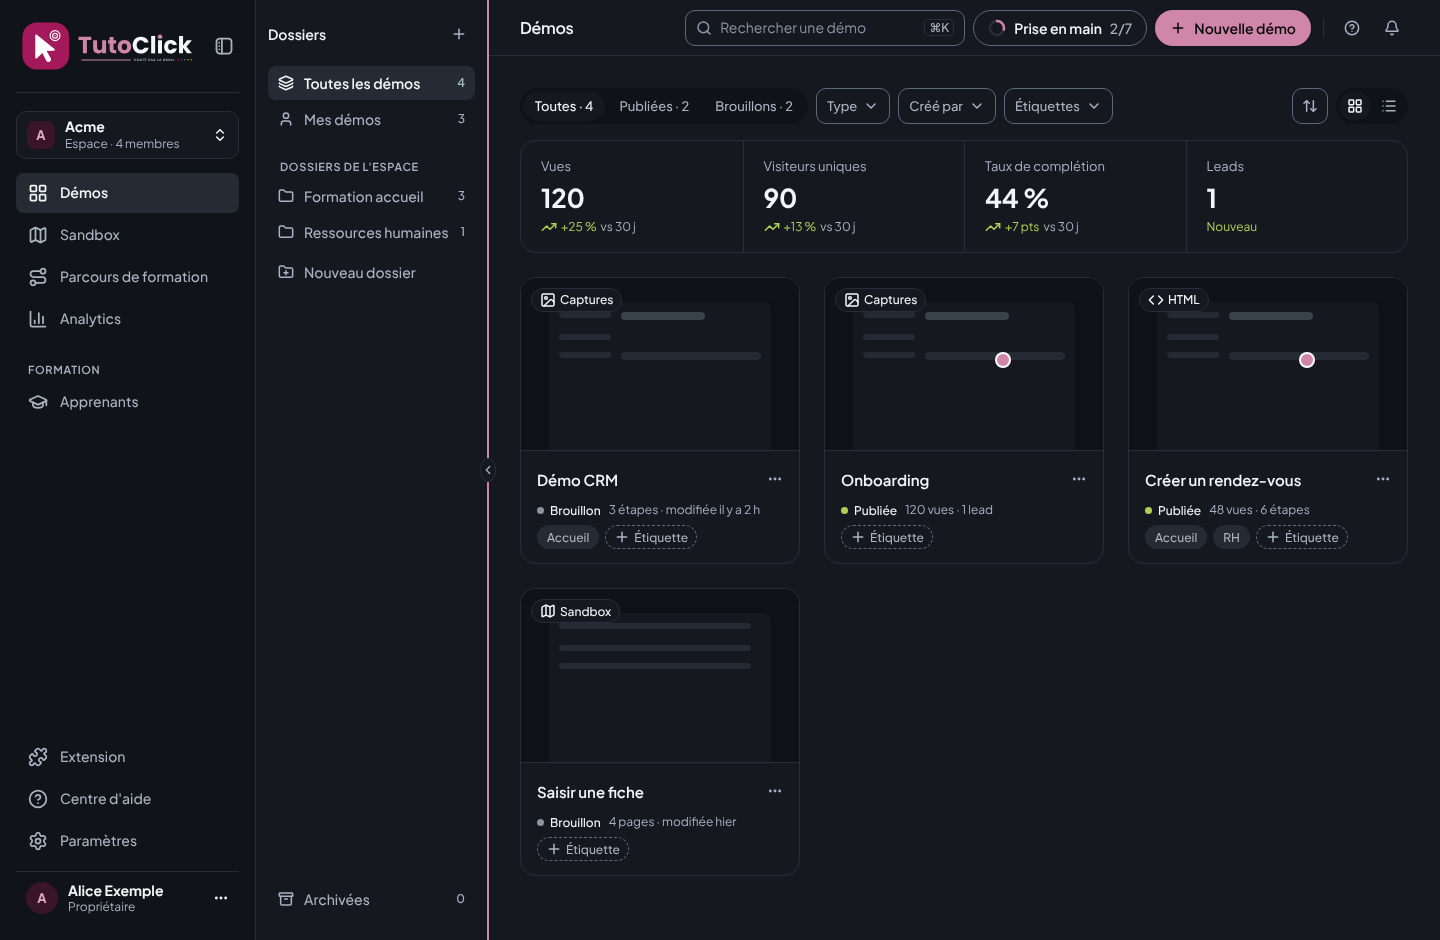 TutoClick
Acme
Espace · 4 membres
Démos
Sandbox
Parcours de formation
Analytics
FORMATION
Apprenants
Extension
Centre d'aide
Paramètres
Alice Exemple
Propriétaire
A
A
Dossiers
Toutes les démos 4
Mes démos 3
DOSSIERS DE L'ESPACE
Formation accueil 3
Ressources humaines 1
Nouveau dossier
Archivées 0
Démos
Rechercher une démo ⌘K
Prise en main 2/7
Nouvelle démo
Toutes · 4 Publiées · 2 Brouillons · 2 Type Créé par Étiquettes
Vues
120
+25 % vs 30 j
Visiteurs uniques
90
+13 % vs 30 j
Taux de complétion
44 %
+7 pts vs 30 j
Leads
1
Nouveau
Captures
Démo CRM
Brouillon 3 étapes · modifiée il y a 2 h
Accueil Étiquette
Captures
Onboarding
Publiée 120 vues · 1 lead
Étiquette
HTML
Créer un rendez-vous
Publiée 48 vues · 6 étapes
Accueil RH Étiquette
Sandbox
Saisir une fiche
Brouillon 4 pages · modifiée hier
Étiquette